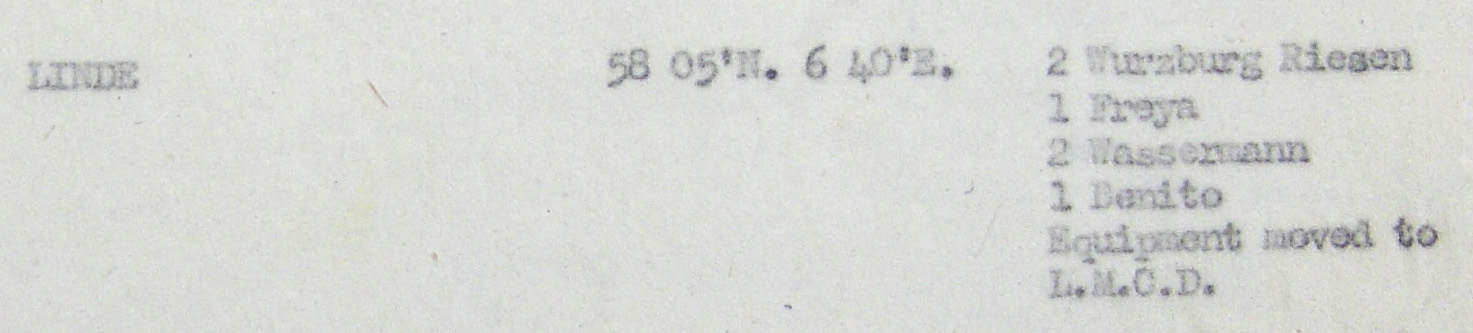 LINDE 58 05'N. 6 40'E. 2 Wurzburg Riesen
1 Freya
2 Wassermann
1 Benito
Equipment moved to
L.M.C.D.